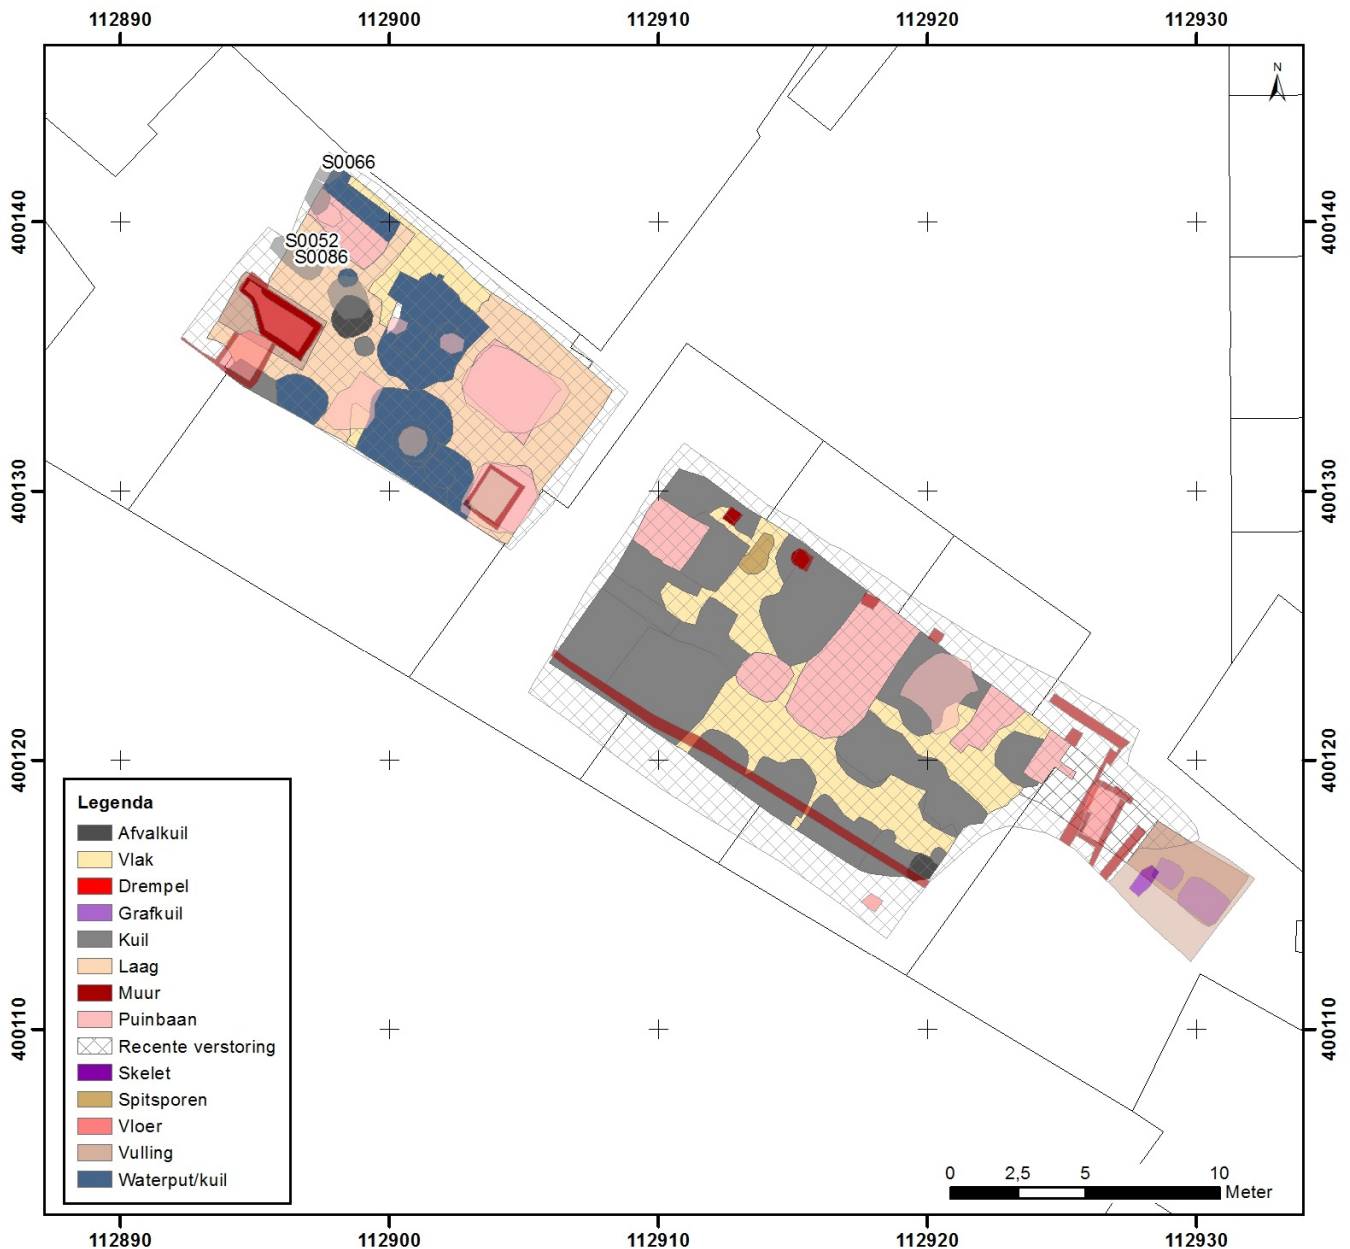 112890 112900 112910 112920 112930
N
S0066
400140 400140
S0052
S0086
400130 400130
400120 400120
Legenda
Afvalkuil
Vlak
Drempel
Grafkuil
Kuil
Laag
Muur
Puinbaan
Recente verstoring
Skelet
Spitsporen
Vloer
Vulling
Waterput/kuil
400110 400110
0 2,5 5 10
Meter
112890 112900 112910 112920 112930